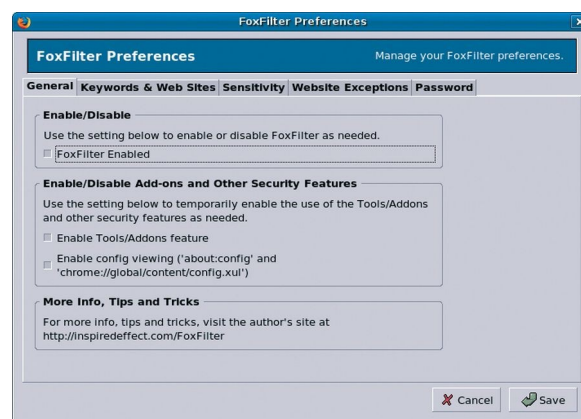 FoxFilter Preferences
FoxFilter Preferences
Manage your FoxFilter preferences.
General Keywords & Web Sites Sensitivity Website Exceptions Password
Enable/Disable
Use the setting below to enable or disable FoxFilter as needed.
FoxFilter Enabled
Enable/Disable Add-ons and Other Security Features
Use the setting below to temporarily enable the use of the Tools/Addons
and other security features as needed.
Enable Tools/Addons feature
Enable config viewing ('about:config' and
'chrome://global/content/config.xul')
More Info, Tips and Tricks
For more info, tips and tricks, visit the author's site at
http://inspiredeffect.com/FoxFilter
Cancel
Save